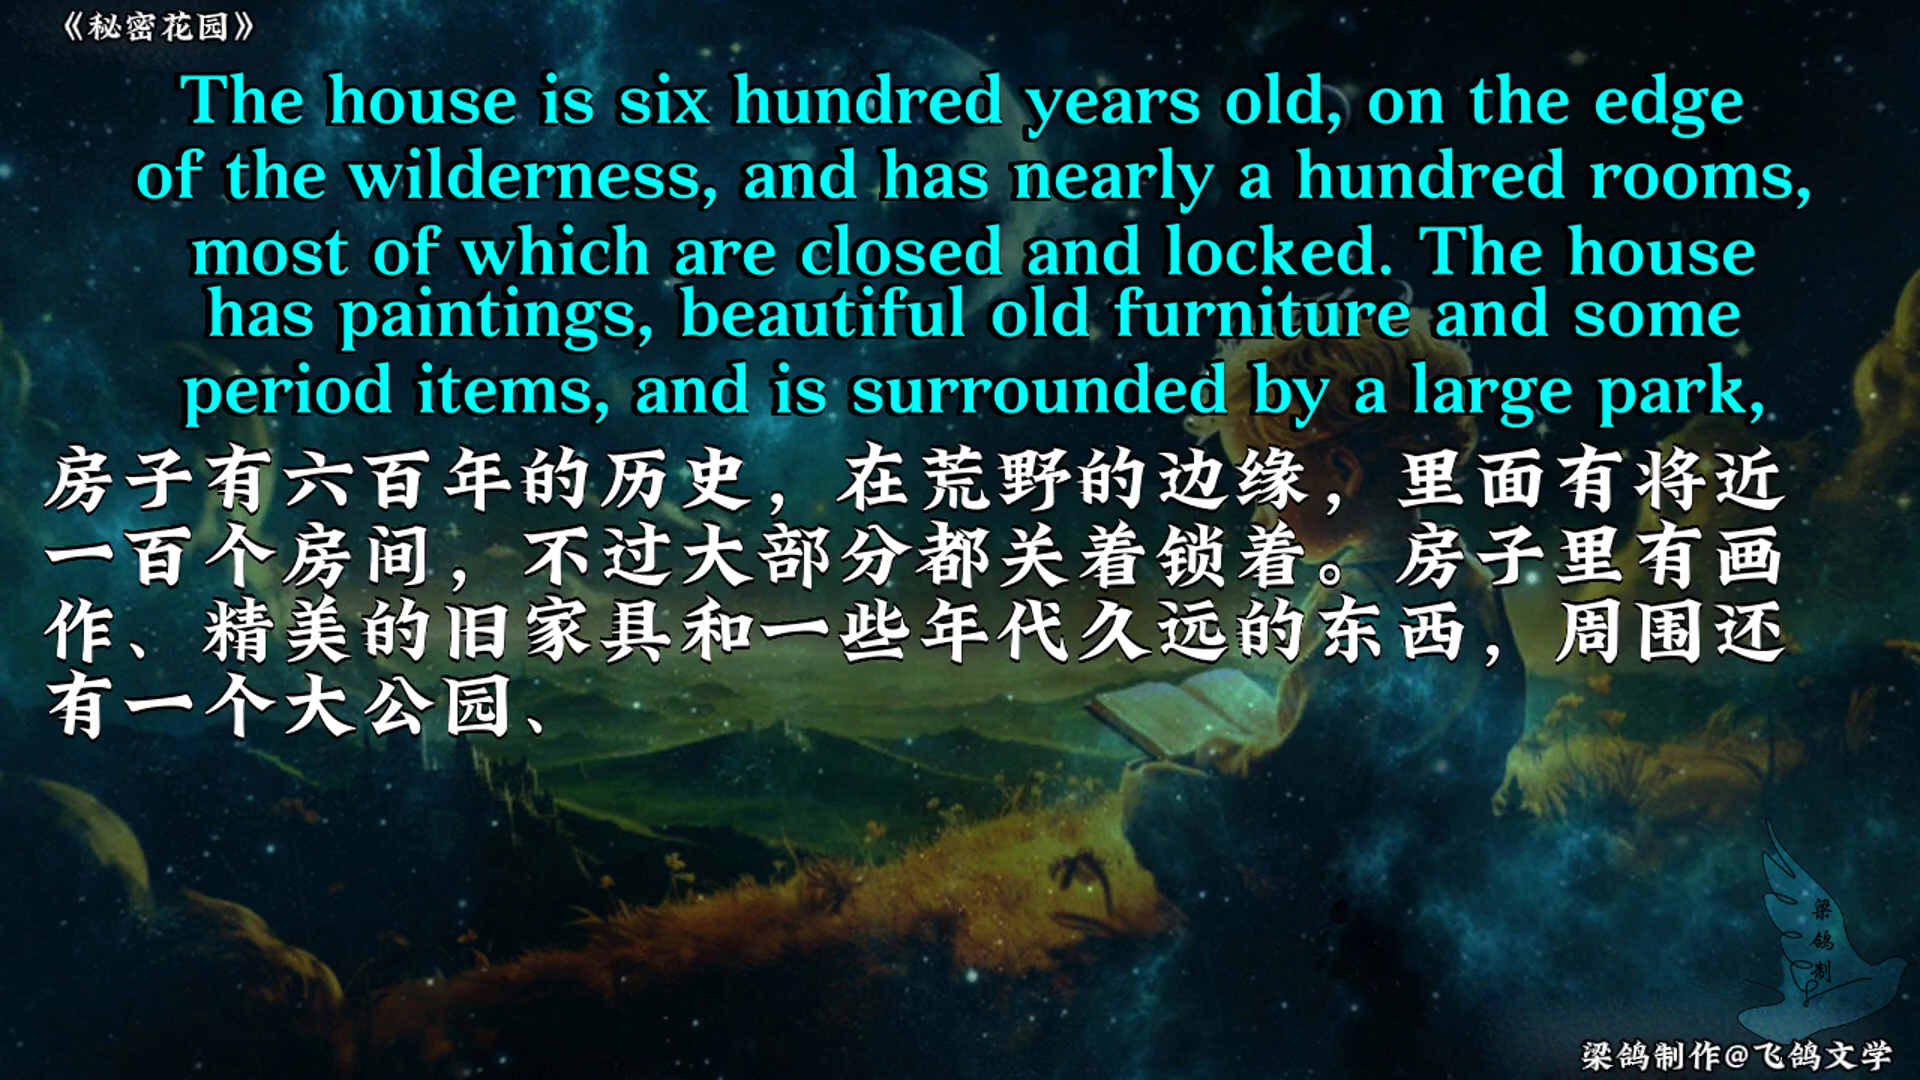 《秘密花园》
The house is six hundred years old, on the edge
of the wilderness, and has nearly a hundred rooms,
most of which are closed and locked. The house
has paintings, beautiful old furniture and some
period items, and is surrounded by a large park,
房子有六百年的历史，在荒野的边缘，里面有将近
一百个房间，不过大部分都关着锁着。房子里有画
作、精美的旧家具和一些年代久远的东西，周围还
有一个大公园、
梁鸽制
梁鸽制作@飞鸽文学